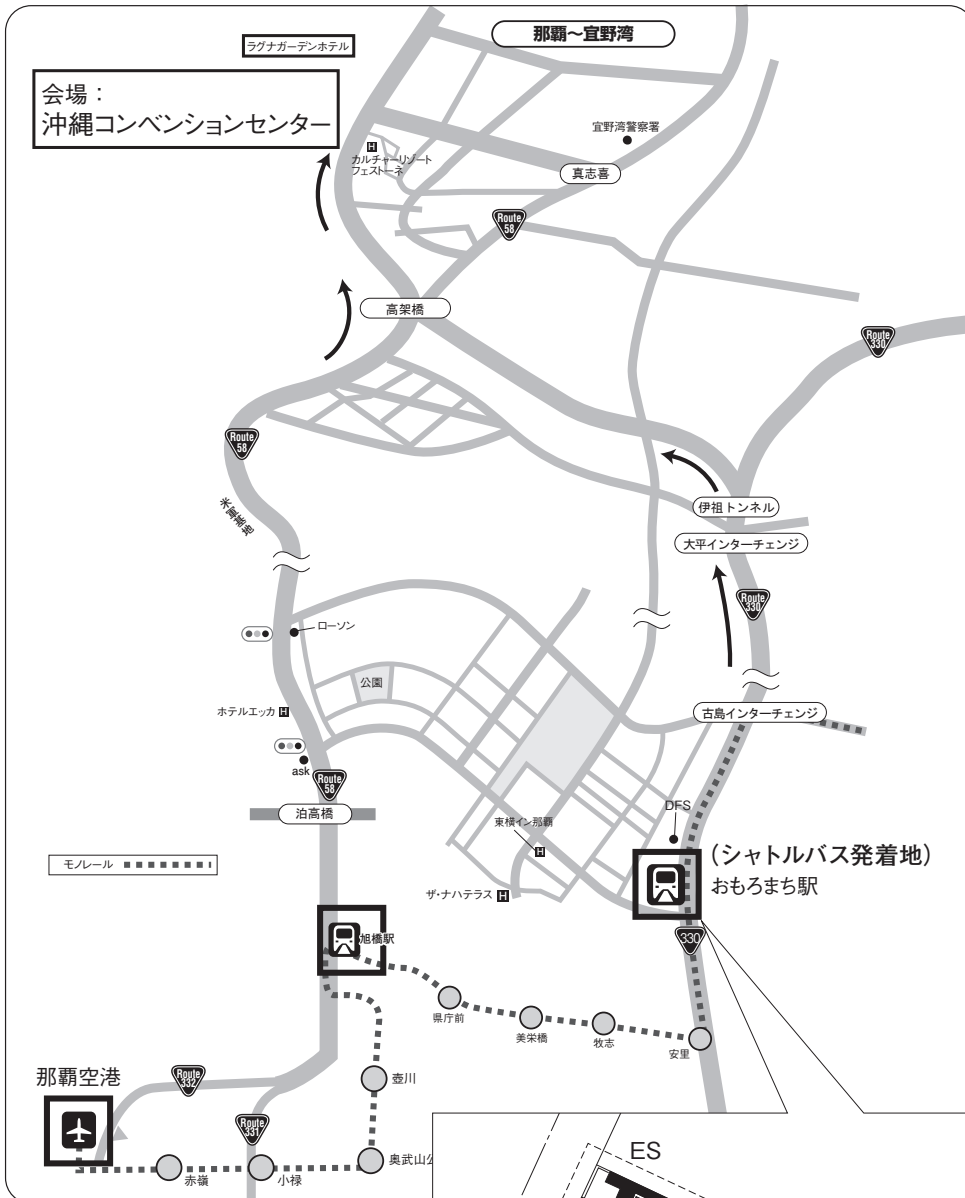 那覇～宜野湾
ラグナガーデンホテル
会場：
沖縄コンベンションセンター
宜野湾警察署
カルチャーリゾート
フェストーネ
真志喜
Route
58
高架橋
Route
330
Route
58
米軍基地
伊祖トンネル
大平インターチェンジ
Route
330
ローソン
公園
ホテルエッカ
古島インターチェンジ
ask
Route
58
泊高橋
DFS
東横イン那覇
モノレール
(シャトルバス発着地)
おもろまち駅
ザ・ナハテラス
旭橋駅
330
県庁前
美栄橋
牧志
安里
那覇空港
Route
332
壺川
Route
331
赤嶺
小禄
奥武山公
ES